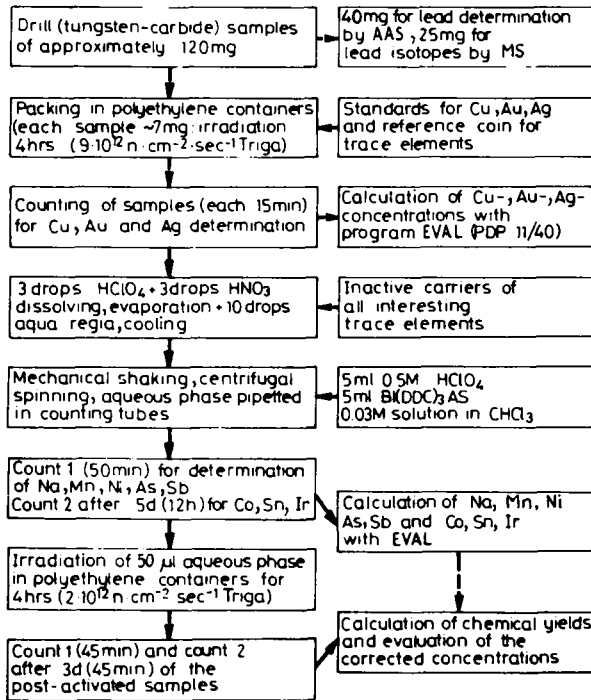 Drill (tungsten-carbide) samples
of approximately 120mg
40mg for lead determination
by AAS, 25mg for
lead isotopes by MS
Packing in polyethylene containers
(each sample ~7mg: irradiation
4hrs (9·10¹² n·cm⁻²·sec⁻¹ Triga)
Standards for Cu, Au, Ag
and reference coin for
trace elements
Counting of samples (each 15min)
for Cu, Au and Ag determination
Calculation of Cu-, Au-, Ag-
concentrations with
program EVAL (PDP 11/40)
3 drops HClO₄ + 3drops HNO₃
dissolving, evaporation + 10 drops
aqua regia, cooling
Inactive carriers of
all interesting
trace elements
Mechanical shaking, centrifugal
spinning, aqueous phase pipetted
in counting tubes
5ml 0.5M HClO₄
5ml Bi(DDC)₃ AS
0.03M solution in CHCl₃
Count 1 (50min) for determination
of Na, Mn, Ni, As, Sb
Count 2 after 5d (12h) for Co, Sn, Ir
Calculation of Na, Mn, Ni
As, Sb and Co, Sn, Ir
with EVAL
Irradiation of 50 µl aqueous phase
in polyethylene containers for
4hrs (2·10¹² n·cm⁻² sec⁻¹ Triga)
Count 1 (45min) and count 2
after 3d (45min) of the
post-activated samples
Calculation of chemical yields
and evaluation of the
corrected concentrations